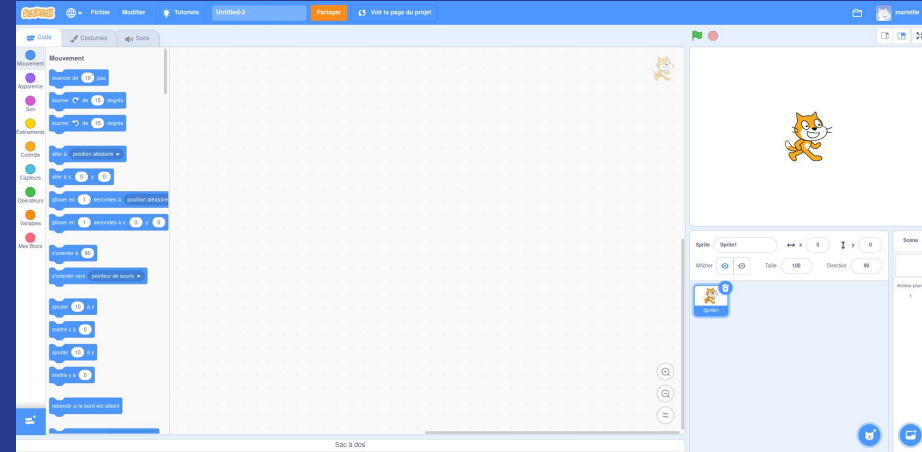 SCRATCH Fichier Modifier Tutoriels Untitled-3 Partager Voir la page du projet marieille
Code Costumes Sons
Mouvement
Apparence
Son
Événements
Contrôle
Capteurs
Opérateurs
Variables
Mes Blocs
Mouvement
avancer de 10 pas
tourner de 15 degrés
tourner de 15 degrés
aller à position aléatoire
aller à x: 0 y: 0
glisser en 1 secondes à position aléatoire
glisser en 1 secondes à x: 0 y: 0
s'orienter à 90
s'orienter vers pointeur de souris
ajouter 10 à x
mettre x à 0
ajouter 10 à y
mettre y à 0
rebondir si le bord est atteint
Sac à dos
Sprite Sprite1 x 0 y 0
Afficher Taille 100 Direction 90
Sprite1
Scène
Arrière-plans
1